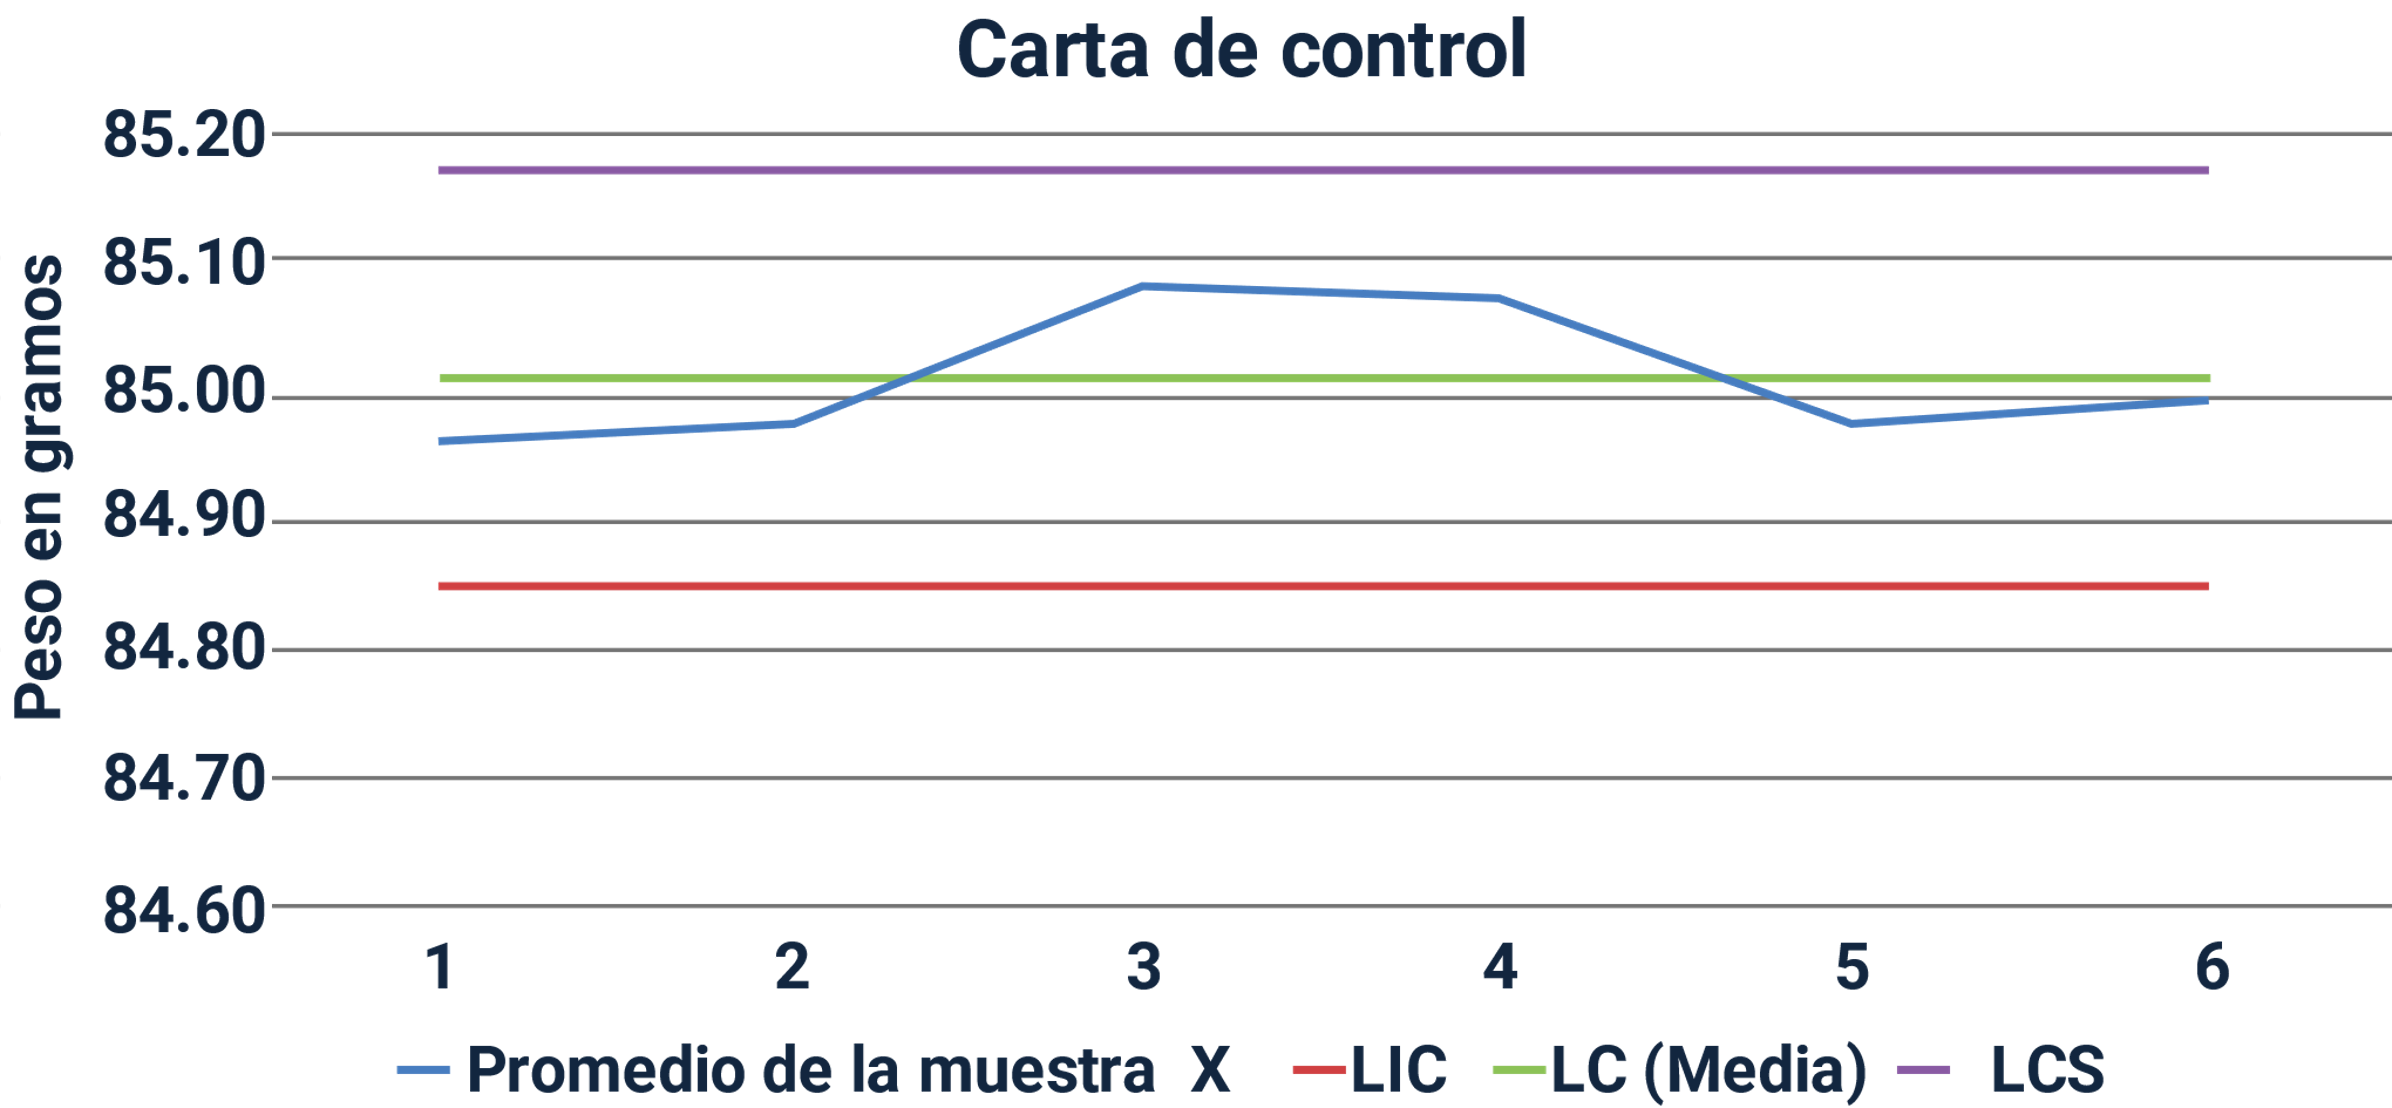 Carta de control
Peso en gramos
85.20
85.10
85.00
84.90
84.80
84.70
84.60
1 2 3 4 5 6
Promedio de la muestra X LIC LC (Media) LCS